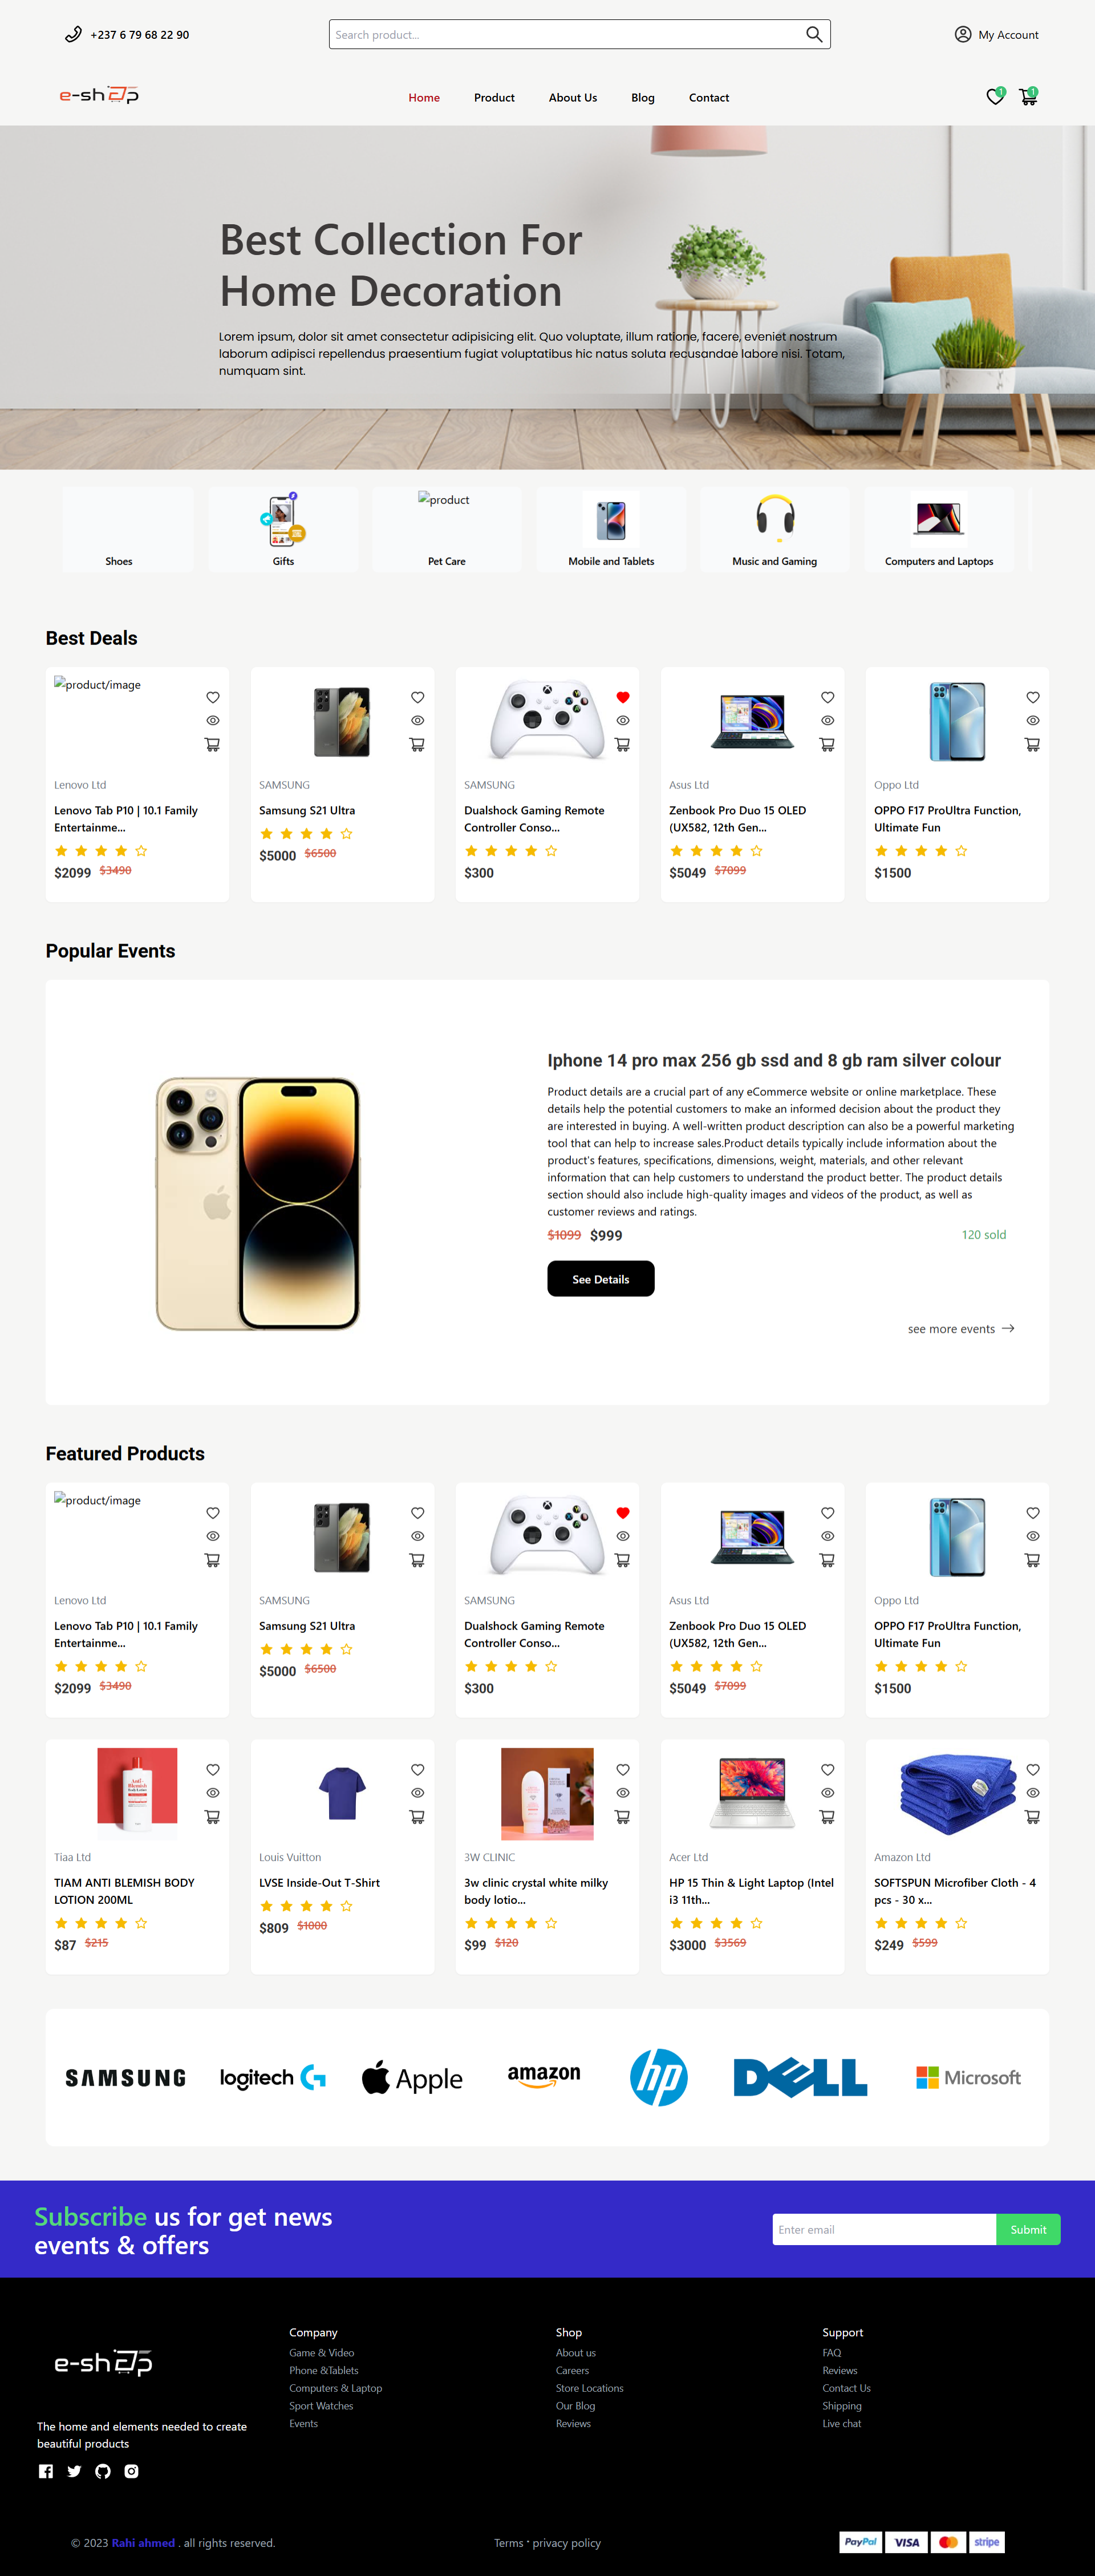 +237 6 79 68 22 90
Search product...
My Account
e-shop
Home
Product
About Us
Blog
Contact
1
1
Best Collection For
Home Decoration
Lorem ipsum, dolor sit amet consectetur adipisicing elit. Quo voluptate, illum ratione, facere, eveniet nostrum
laborum adipisci repellendus praesentium fugiat voluptatibus hic natus soluta recusandae labore nisi. Totam,
numquam sint.
product
Shoes
Gifts
Pet Care
Mobile and Tablets
Music and Gaming
Computers and Laptops
Best Deals
product/image
Lenovo Ltd
Lenovo Tab P10 | 10.1 Family
Entertainme...
$2099 $3490
SAMSUNG
Samsung S21 Ultra
$5000 $6500
SAMSUNG
Dualshock Gaming Remote
Controller Conso...
$300
Asus Ltd
Zenbook Pro Duo 15 OLED
(UX582, 12th Gen...
$5049 $7099
Oppo Ltd
OPPO F17 ProUltra Function,
Ultimate Fun
$1500
Popular Events
Iphone 14 pro max 256 gb ssd and 8 gb ram silver colour
Product details are a crucial part of any eCommerce website or online marketplace. These
details help the potential customers to make an informed decision about the product they
are interested in buying. A well-written product description can also be a powerful marketing
tool that can help to increase sales.Product details typically include information about the
product's features, specifications, dimensions, weight, materials, and other relevant
information that can help customers to understand the product better. The product details
section should also include high-quality images and videos of the product, as well as
customer reviews and ratings.
$1099 $999
120 sold
See Details
see more events
Featured Products
product/image
Lenovo Ltd
Lenovo Tab P10 | 10.1 Family
Entertainme...
$2099 $3490
SAMSUNG
Samsung S21 Ultra
$5000 $6500
SAMSUNG
Dualshock Gaming Remote
Controller Conso...
$300
Asus Ltd
Zenbook Pro Duo 15 OLED
(UX582, 12th Gen...
$5049 $7099
Oppo Ltd
OPPO F17 ProUltra Function,
Ultimate Fun
$1500
Anti-
Blemish
Tiaa Ltd
TIAM ANTI BLEMISH BODY
LOTION 200ML
$87 $215
Louis Vuitton
LVSE Inside-Out T-Shirt
$809 $1000
3W CLINIC
3w clinic crystal white milky
body lotio...
$99 $120
Acer Ltd
HP 15 Thin & Light Laptop (Intel
i3 11th...
$3000 $3569
Amazon Ltd
SOFTSPUN Microfiber Cloth - 4
pcs - 30 x...
$249 $599
SAMSUNG
logitech
Apple
amazon
hp
DELL
Microsoft
Subscribe us for get news
events & offers
Enter email
Submit
e-shop
The home and elements needed to create
beautiful products
Company
Game & Video
Phone &Tablets
Computers & Laptop
Sport Watches
Events
Shop
About us
Careers
Store Locations
Our Blog
Reviews
Support
FAQ
Reviews
Contact Us
Shipping
Live chat
© 2023 Rahi ahmed . all rights reserved.
Terms · privacy policy
PayPal
VISA
stripe